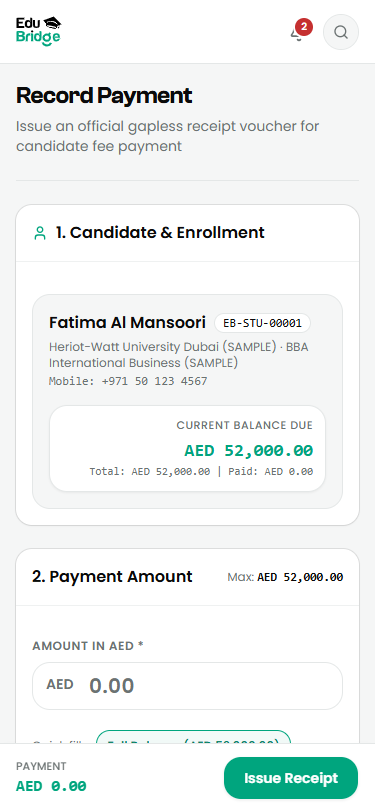 Edu
Bridge
2
Record Payment
Issue an official gapless receipt voucher for
candidate fee payment
1. Candidate & Enrollment
Fatima Al Mansoori EB-STU-00001
Heriot-Watt University Dubai (SAMPLE) · BBA
International Business (SAMPLE)
Mobile: +971 50 123 4567
CURRENT BALANCE DUE
AED 52,000.00
Total: AED 52,000.00 | Paid: AED 0.00
2. Payment Amount Max: AED 52,000.00
AMOUNT IN AED *
AED 0.00
PAYMENT
AED 0.00
Issue Receipt